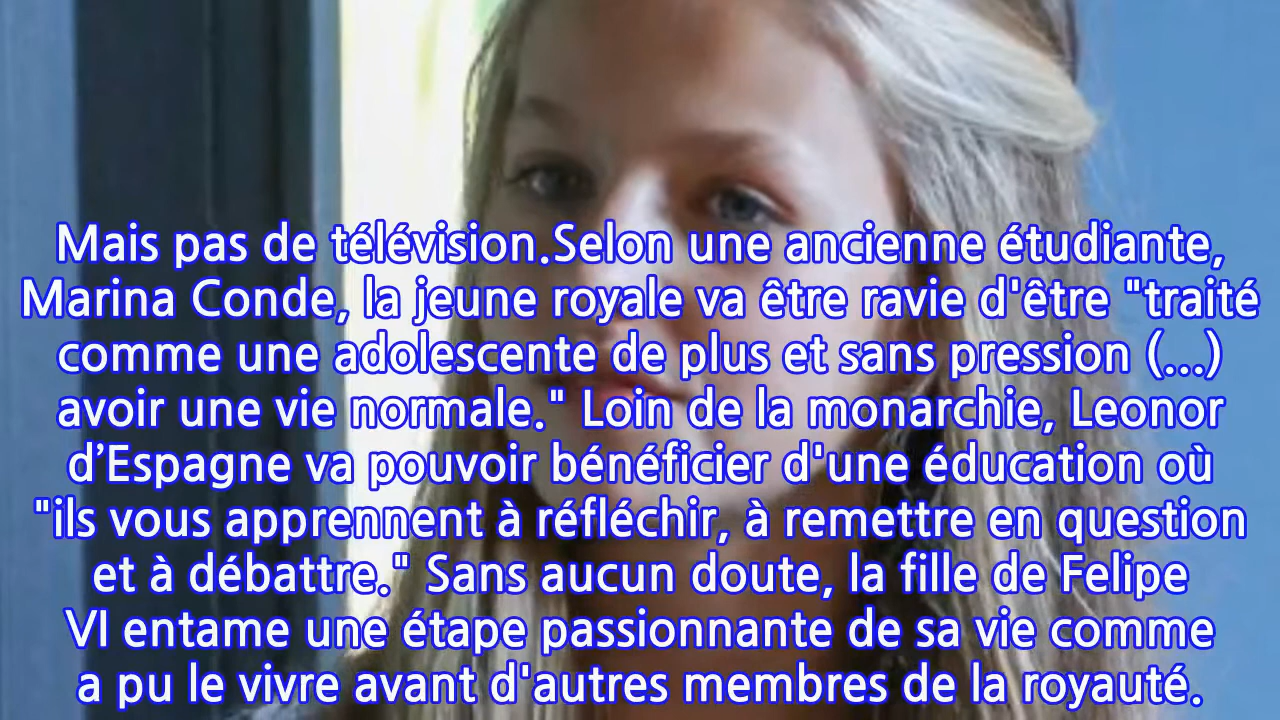 Mais pas de télévision.Selon une ancienne étudiante,
Marina Conde, la jeune royale va être ravie d'être "traité
comme une adolescente de plus et sans pression (...)
avoir une vie normale." Loin de la monarchie, Leonor
d’Espagne va pouvoir bénéficier d'une éducation où
"ils vous apprennent à réfléchir, à remettre en question
et à débattre." Sans aucun doute, la fille de Felipe
VI entame une étape passionnante de sa vie comme
a pu le vivre avant d'autres membres de la royauté.